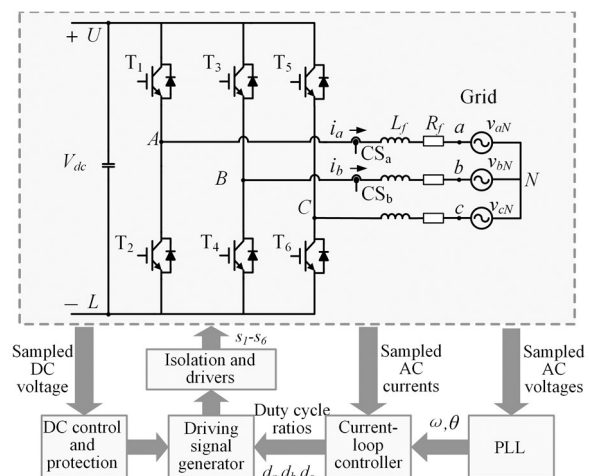 + U
T1
T3
T5
Grid
ia
Lf
Rf
a
vaN
A
CSa
Vdc
ib
b
vbN
B
N
CSb
C
c
vcN
T2
T4
T6
− L
Sampled
DC
voltage
s1-s6
Isolation and
drivers
Sampled
AC
currents
Sampled
AC
voltages
DC control
and
protection
Driving
signal
generator
Duty cycle
ratios
Current-
loop
controller
ω,θ
PLL